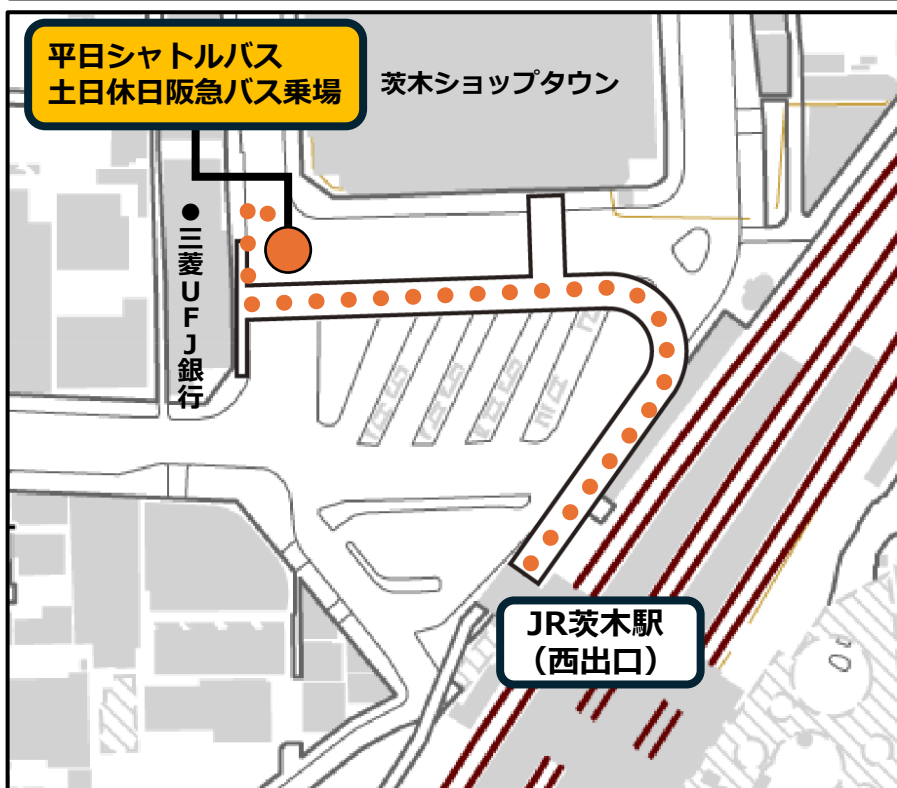 平日シャトルバス
土日休日阪急バス乗場
茨木ショップタウン
●三菱UFJ銀行
JR茨木駅
（西出口）